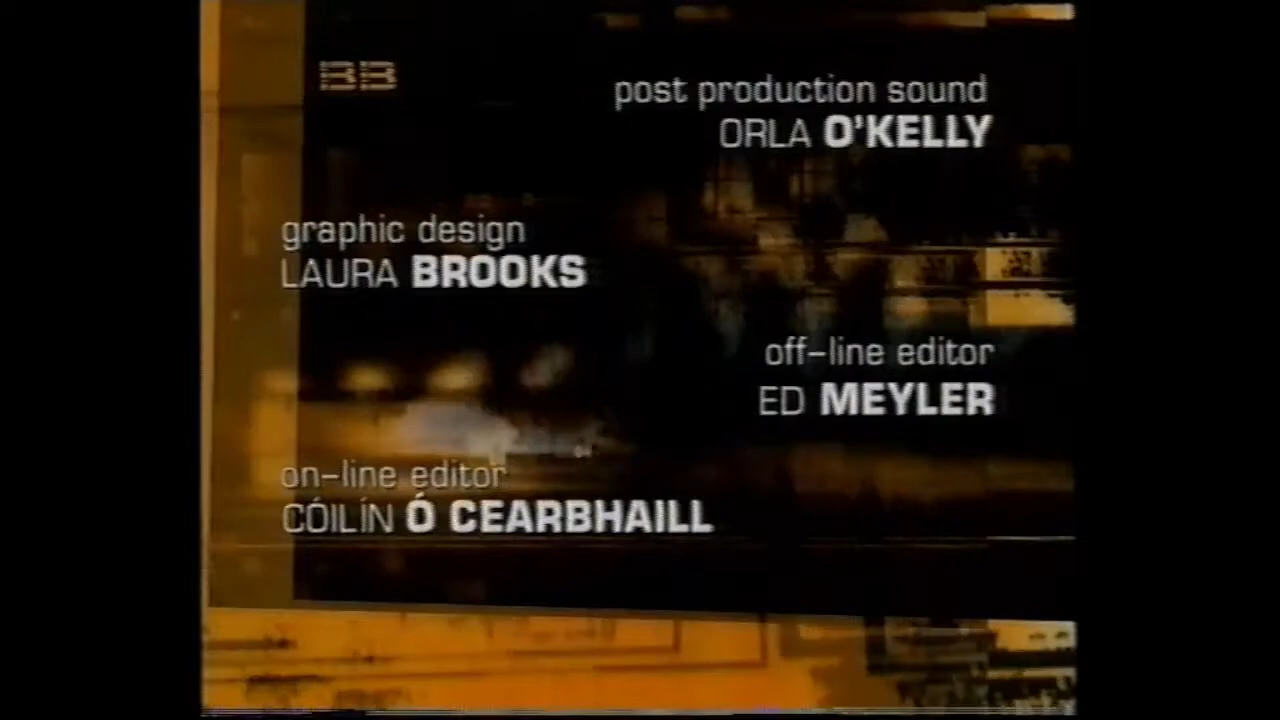 BB
post production sound
ORLA O'KELLY
graphic design
LAURA BROOKS
off-line editor
ED MEYLER
on-line editor
CÓILÍN Ó CEARBHAILL